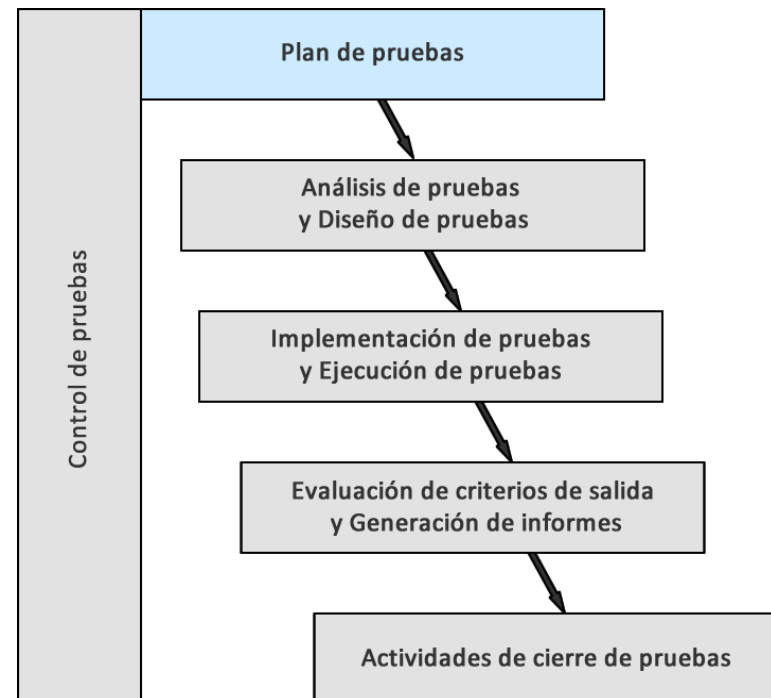 Plan de pruebas
Análisis de pruebas
y Diseño de pruebas
Implementación de pruebas
y Ejecución de pruebas
Evaluación de criterios de salida
y Generación de informes
Actividades de cierre de pruebas
Control de pruebas